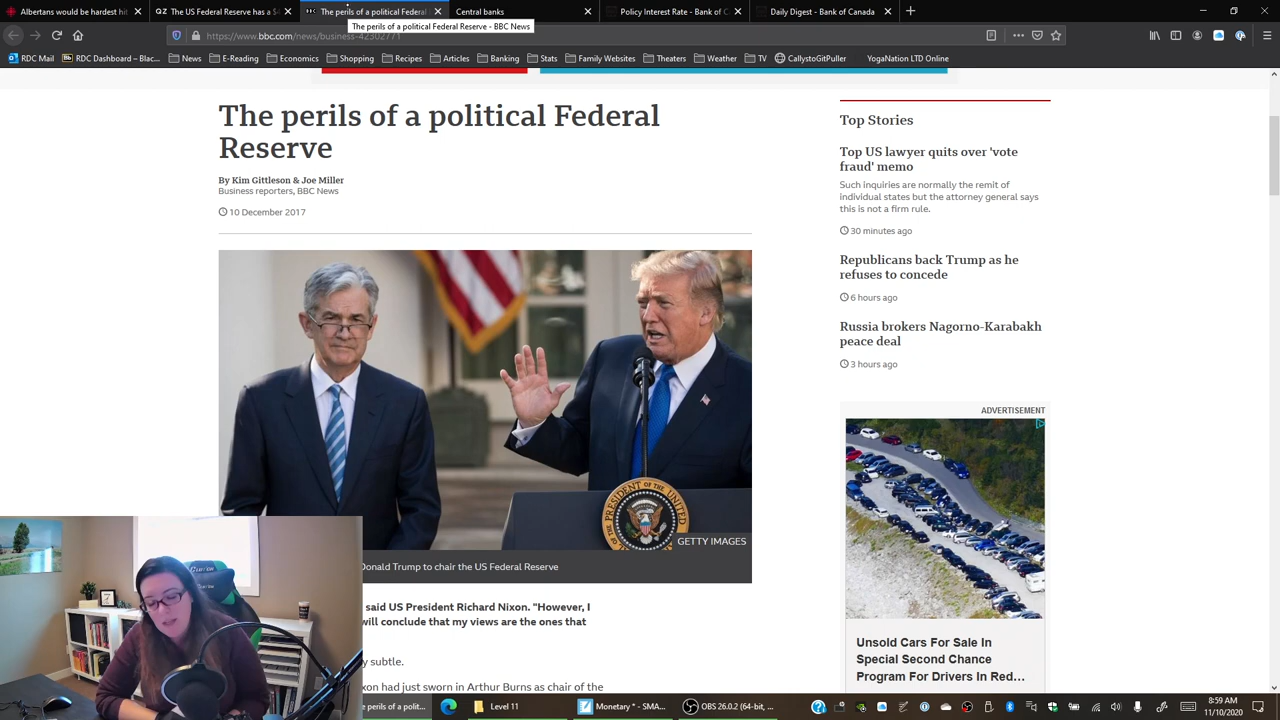 Albertans would be hardest hi
The US Federal Reserve has a $
The perils of a political Federal
Central banks
Policy Interest Rate - Bank of C
Daily Digest - Bank of
The perils of a political Federal Reserve - BBC News
https://www.bbc.com/news/business-42302771
RDC Mail
RDC Dashboard – Blac...
News
E-Reading
Economics
Shopping
Recipes
Articles
Banking
Stats
Family Websites
Theaters
Weather
TV
CallystoGitPuller
YogaNation LTD Online
The perils of a political Federal
Reserve
By Kim Gittleson & Joe Miller
Business reporters, BBC News
10 December 2017
GETTY IMAGES
Donald Trump to chair the US Federal Reserve
said US President Richard Nixon. "However, I
will conclude that my views are the ones that
y subtle.
xon had just sworn in Arthur Burns as chair of the
Top Stories
Top US lawyer quits over 'vote
fraud' memo
Such inquiries are normally the remit of
individual states but the attorney general says
this is not a firm rule.
30 minutes ago
Republicans back Trump as he
refuses to concede
6 hours ago
Russia brokers Nagorno-Karabakh
peace deal
3 hours ago
ADVERTISEMENT
Unsold Cars For Sale In
Special Second Chance
Program For Drivers In Red...
e perils of a polit...
Level 11
Monetary * - SMA...
OBS 26.0.2 (64-bit, ...
8:59 AM
11/10/2020